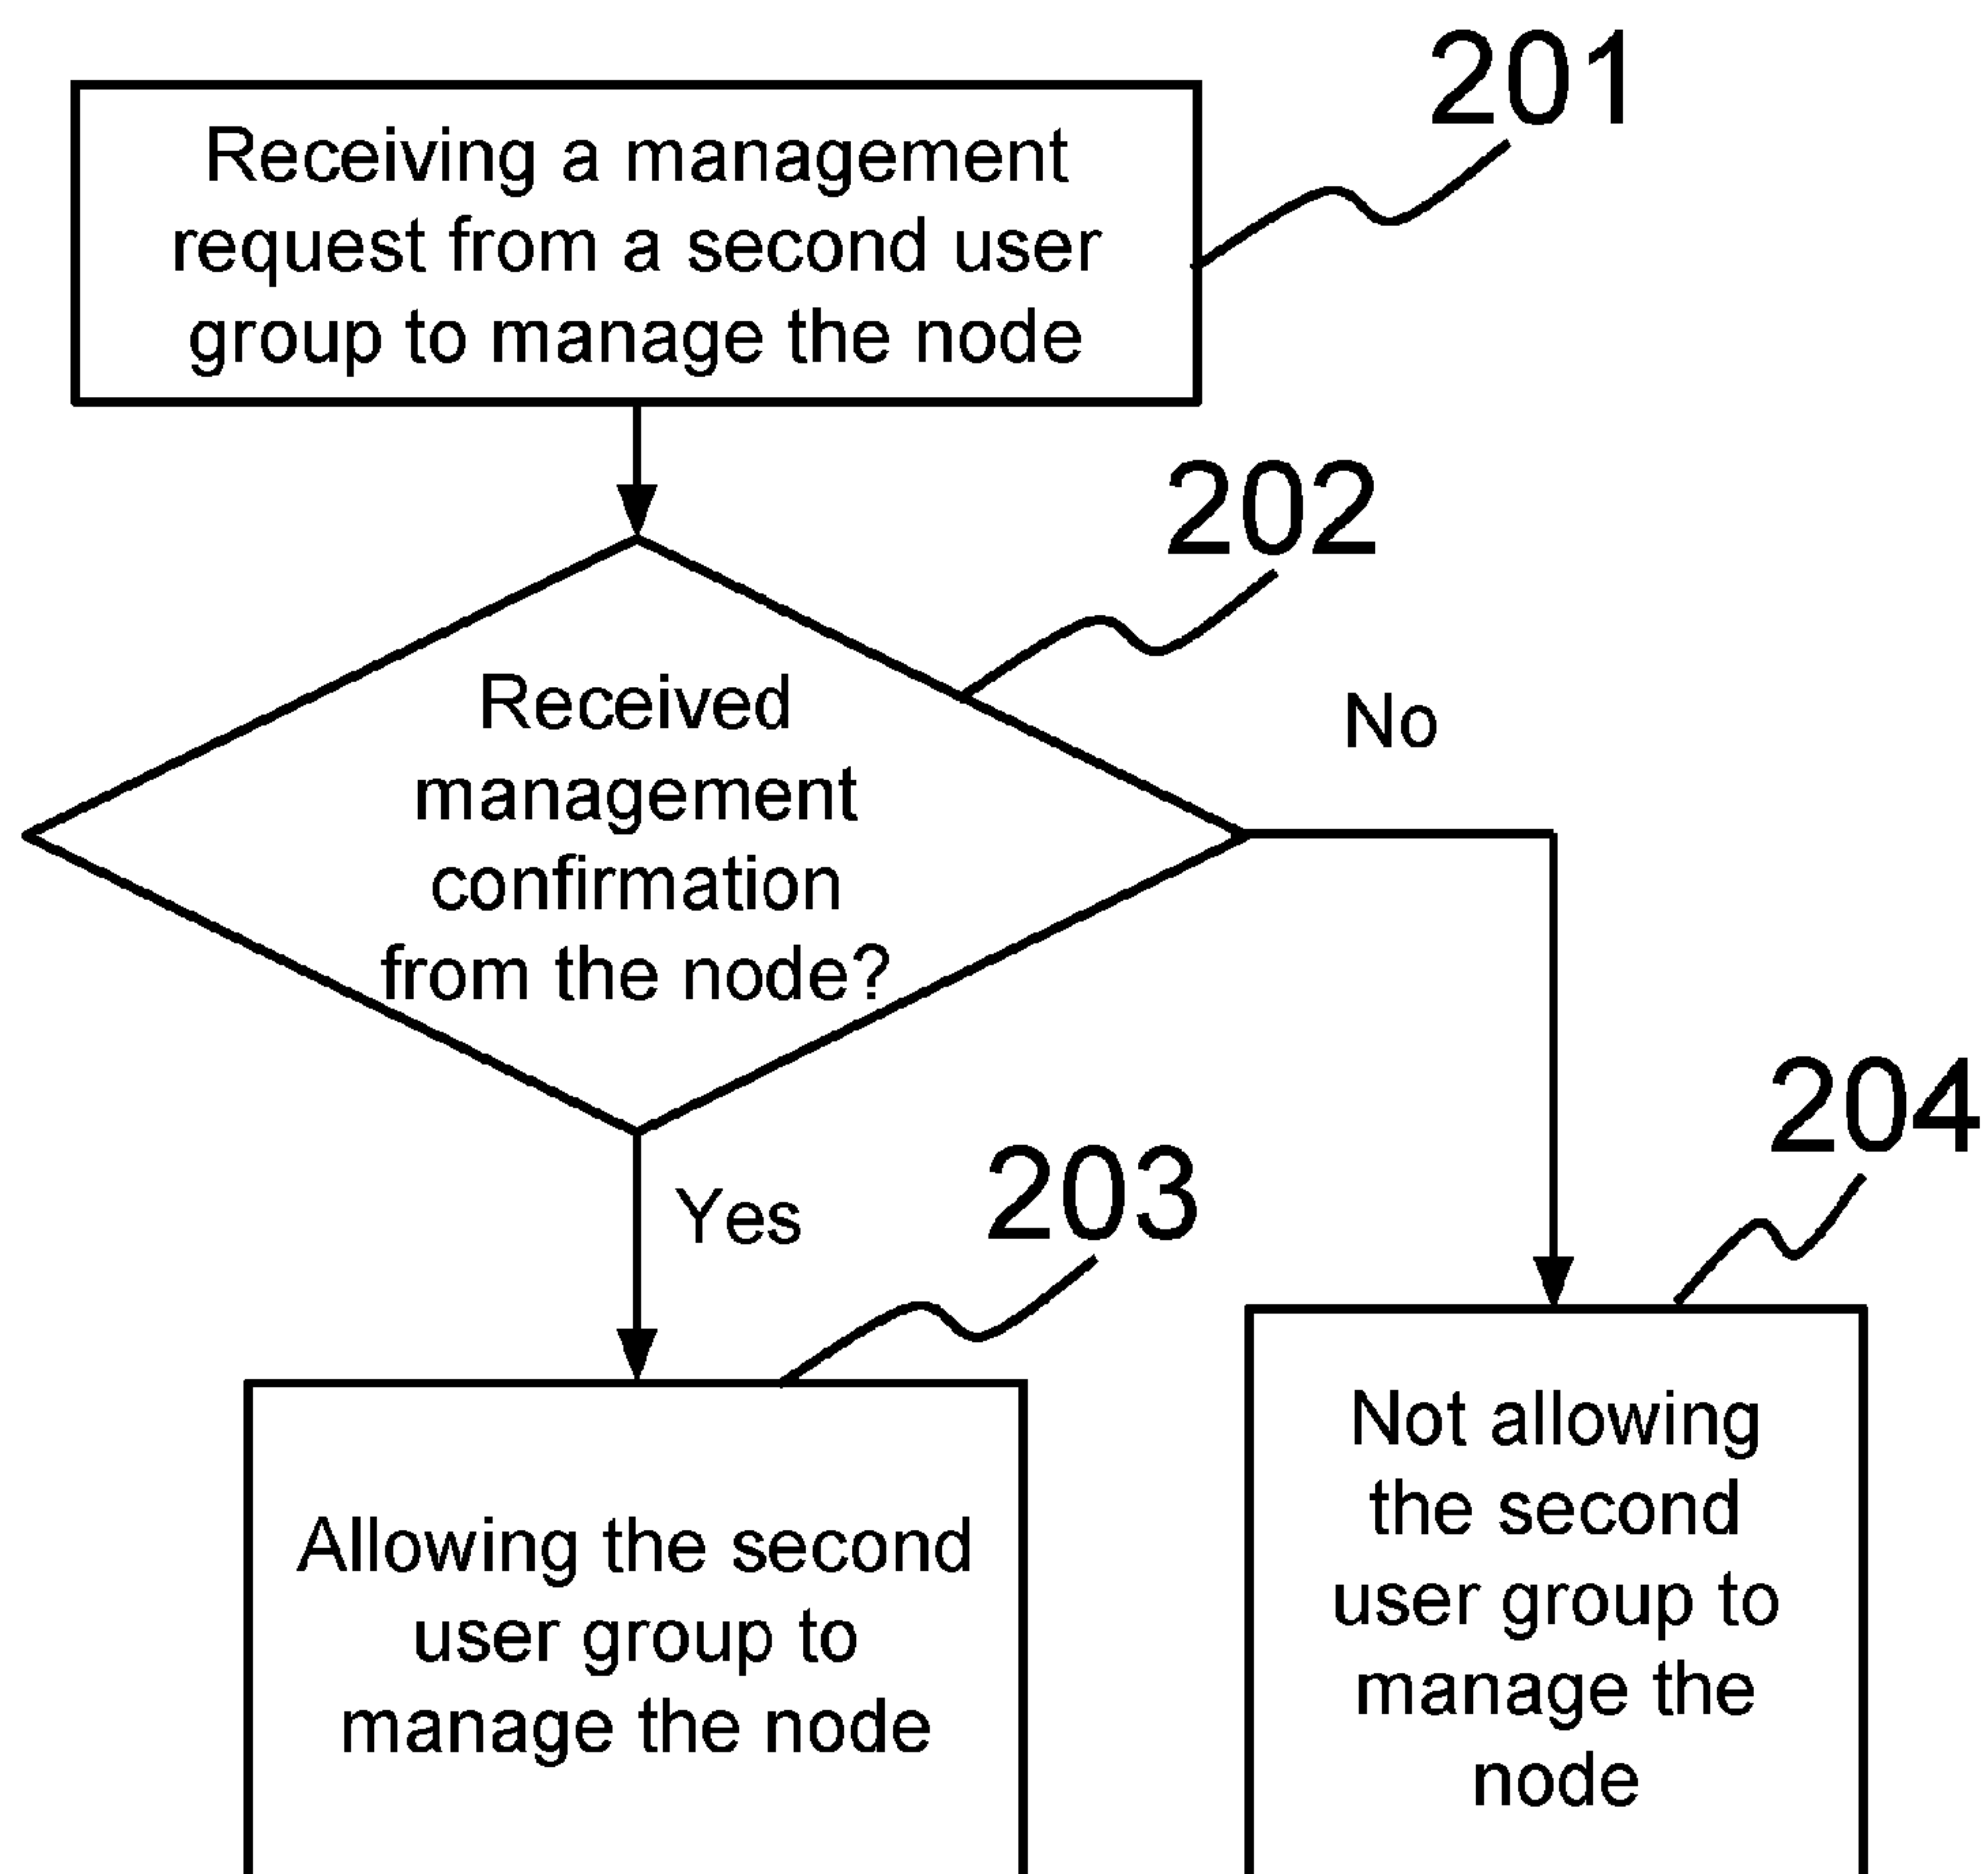 201
Receiving a management
request from a second user
group to manage the node
202
Received
management
confirmation
from the node?
No
Yes
203
204
Allowing the second
user group to
manage the node
Not allowing
the second
user group to
manage the
node